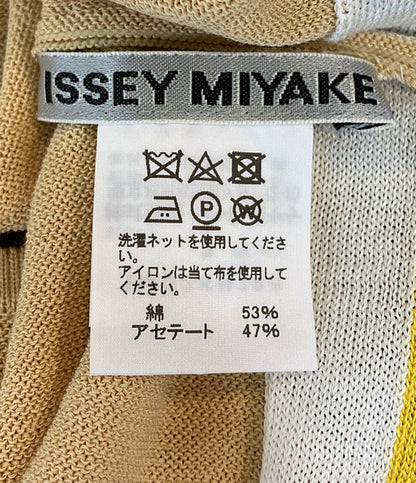 ISSEY MIYAKE
P W
洗濯ネットを使用してくださ
い。
アイロンは当て布を使用して
ください。
綿 53%
アセテート 47%